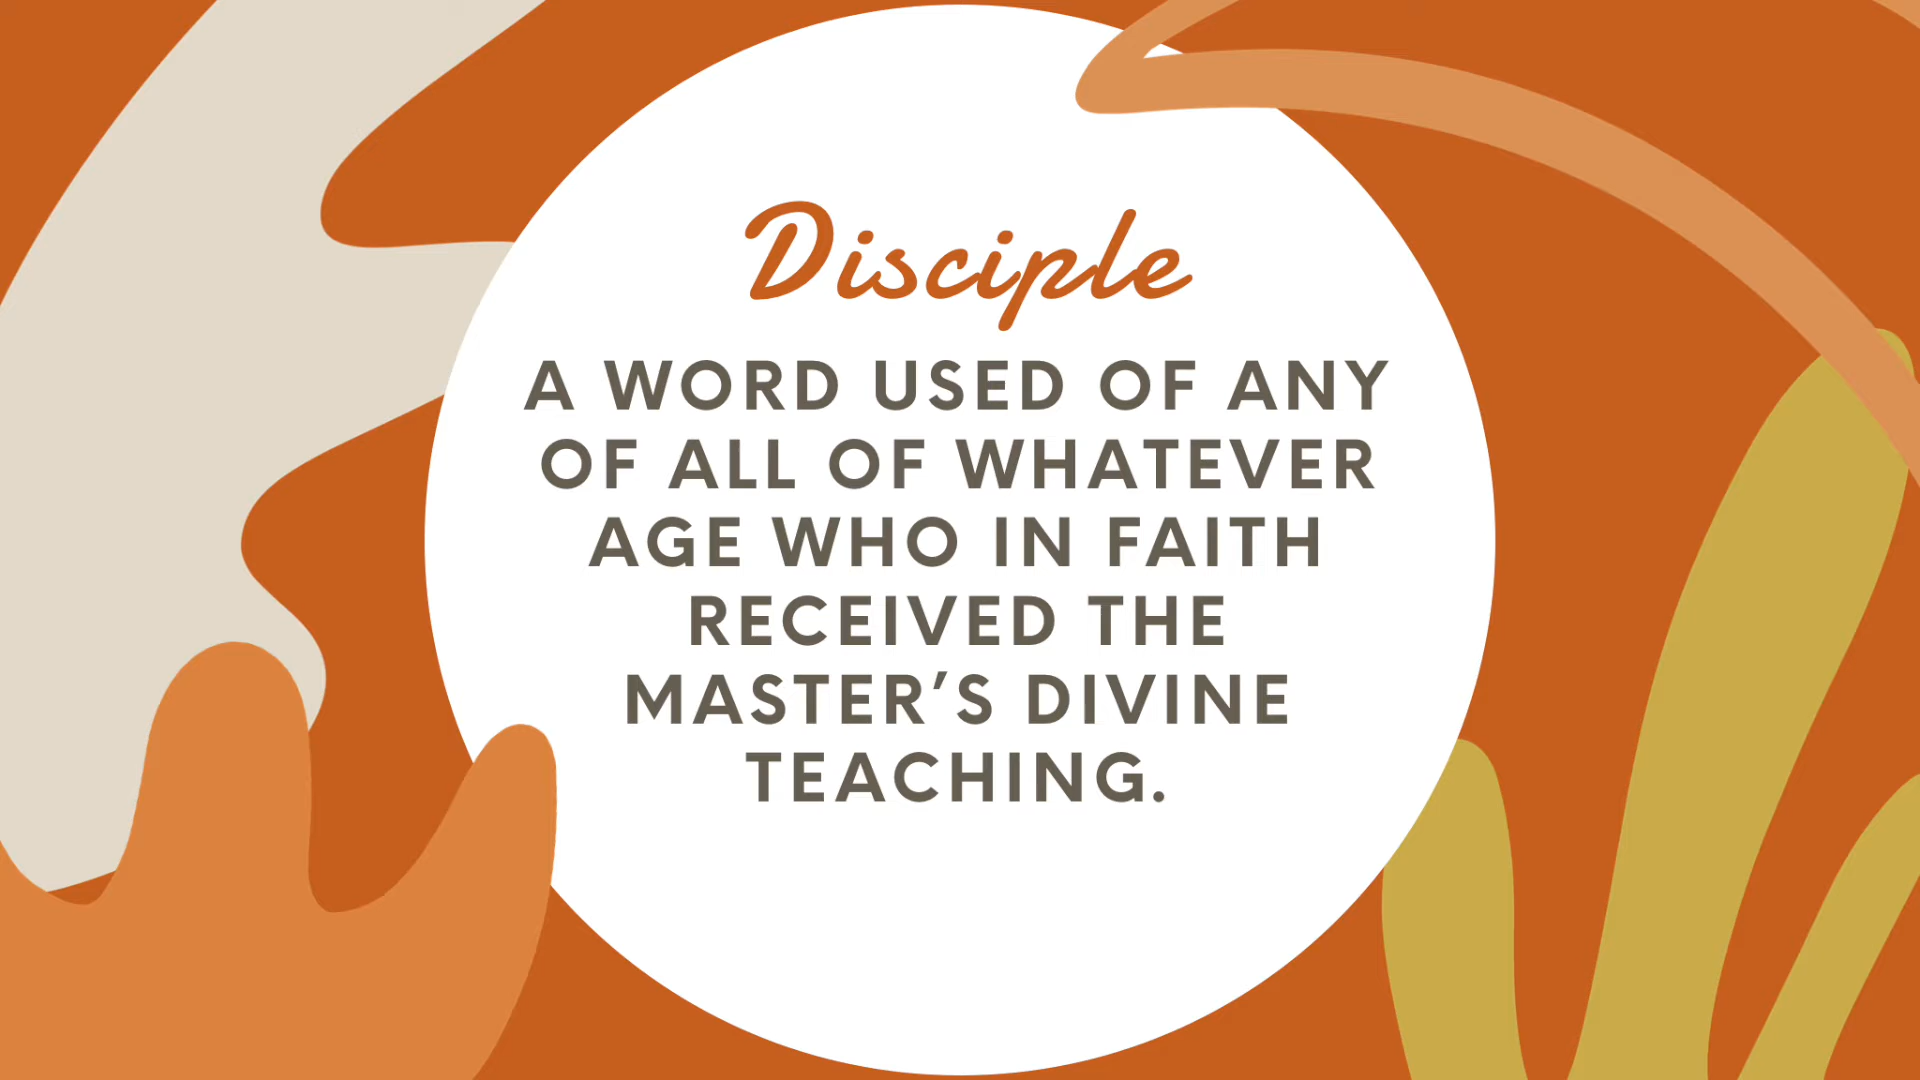 Disciple
A WORD USED OF ANY
OF ALL OF WHATEVER
AGE WHO IN FAITH
RECEIVED THE
MASTER’S DIVINE
TEACHING.